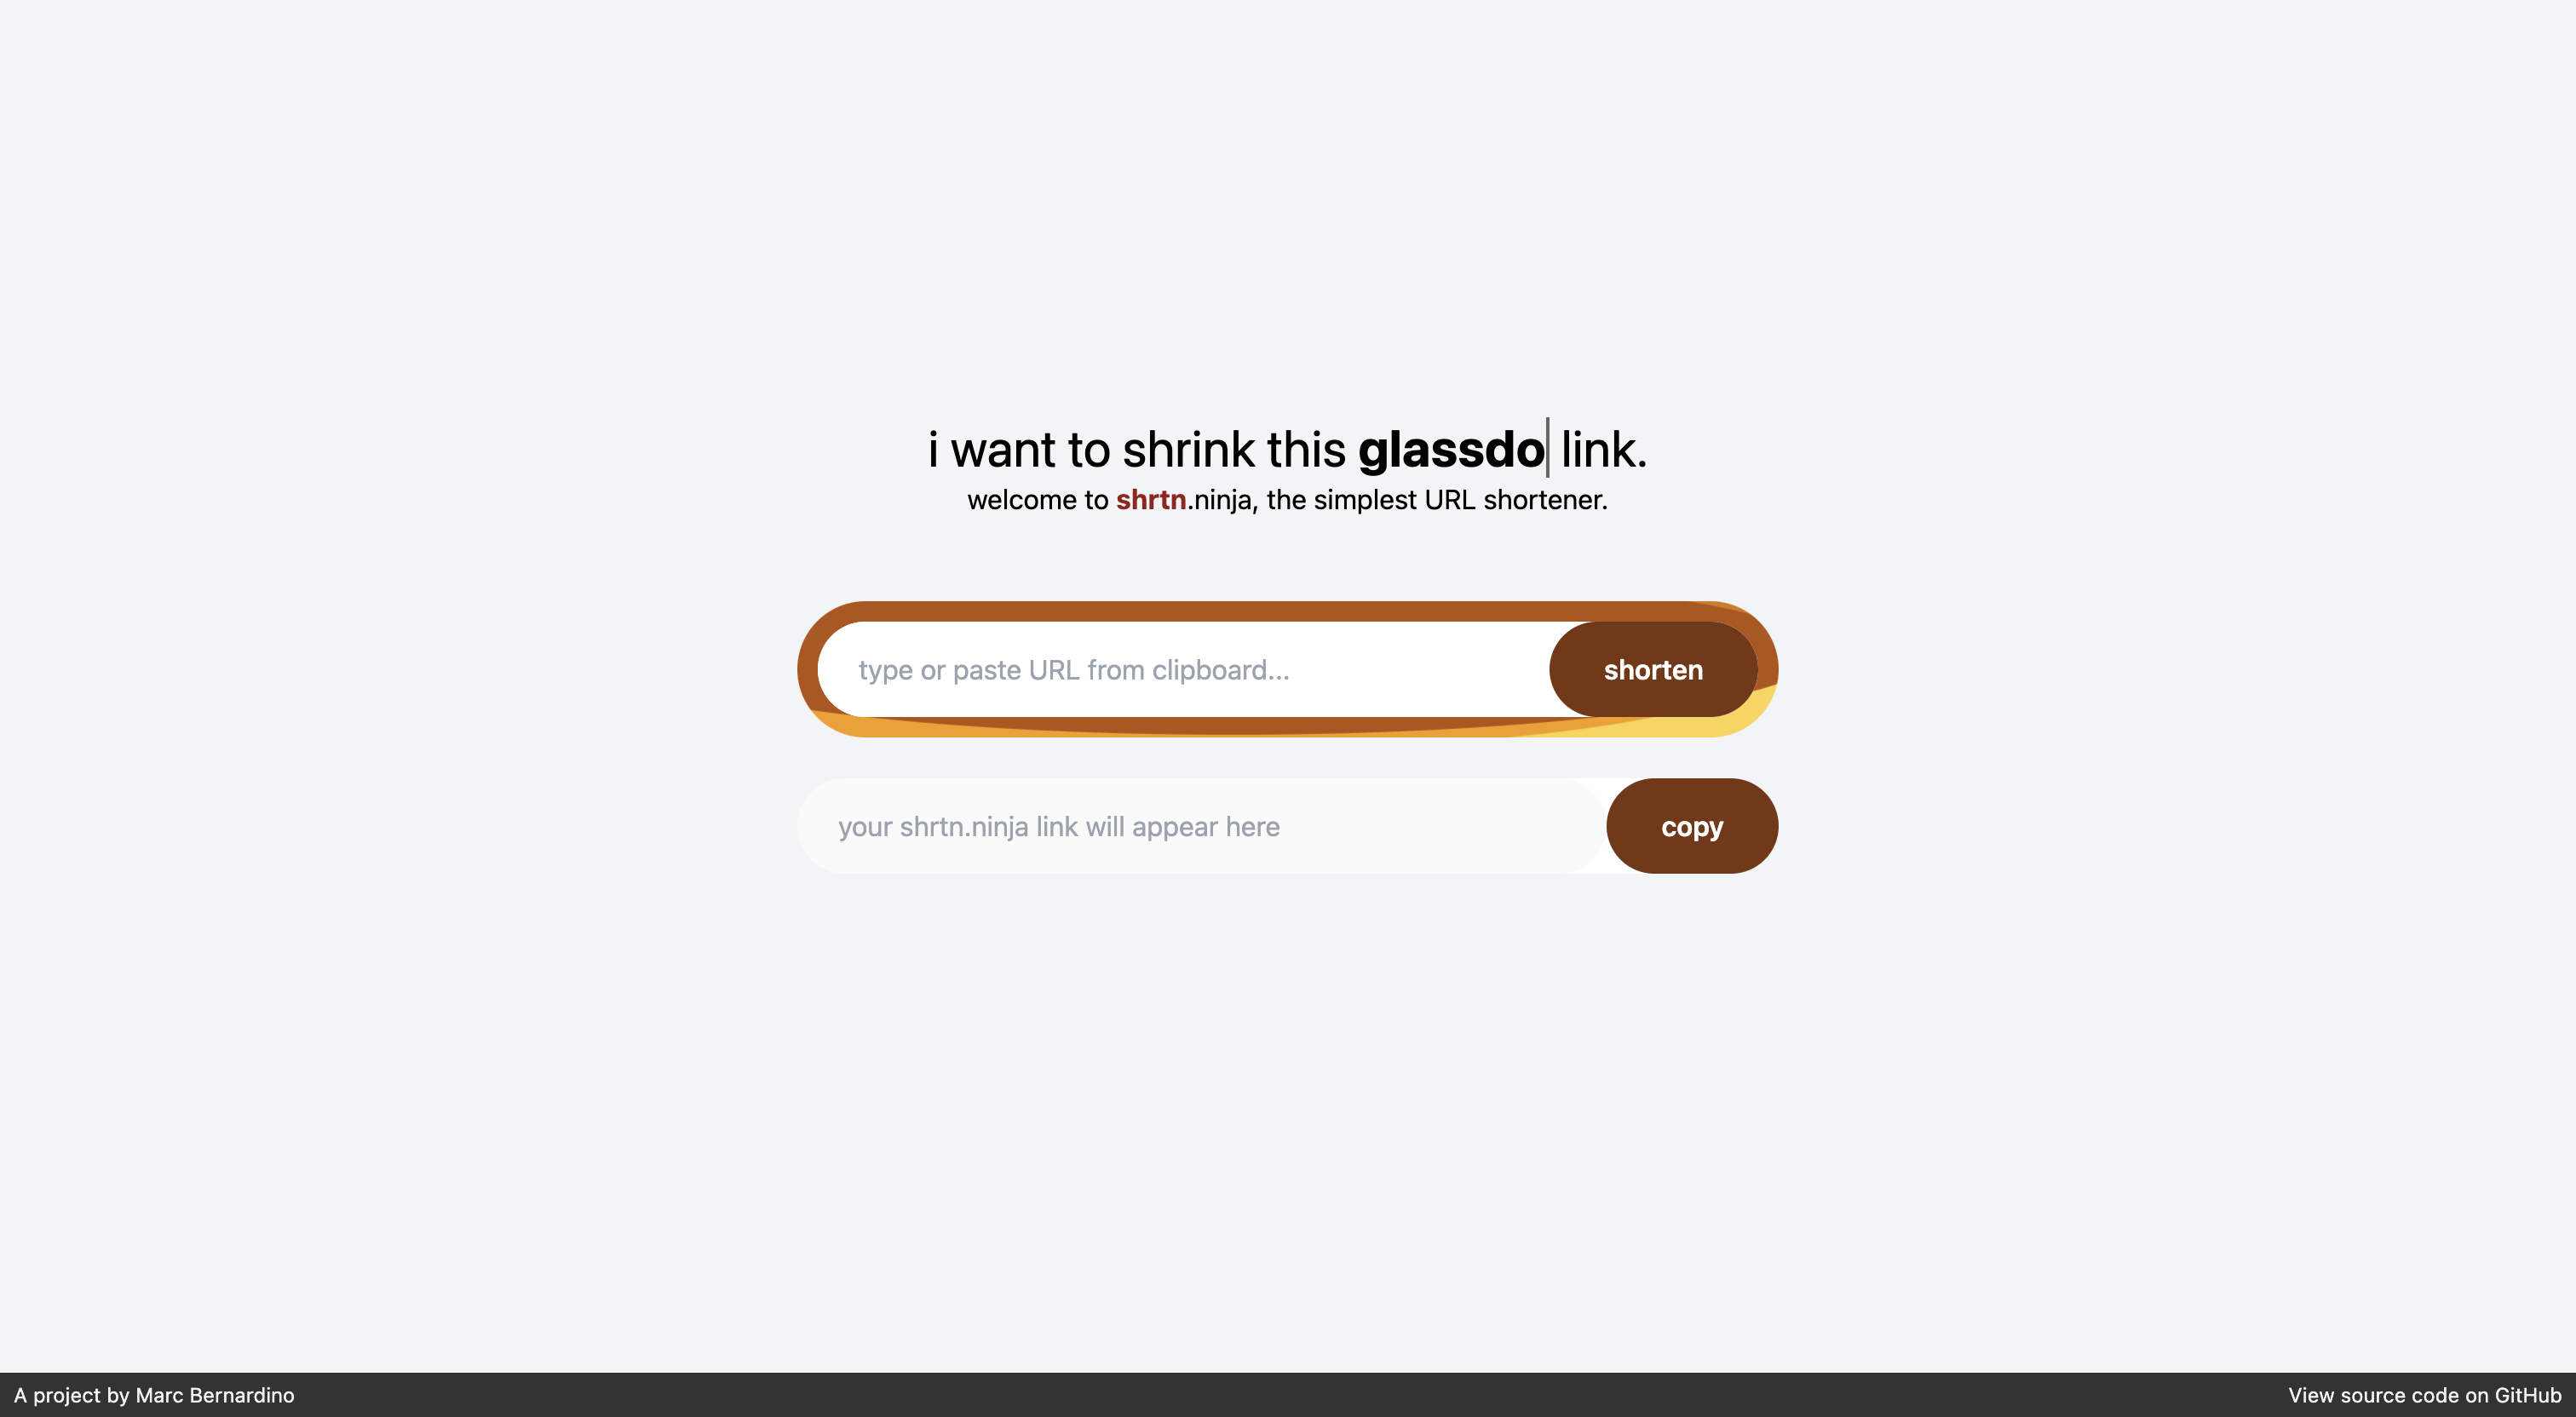 i want to shrink this glassdo link.
welcome to shrtn.ninja, the simplest URL shortener.
type or paste URL from clipboard...
shorten
your shrtn.ninja link will appear here
copy
A project by Marc Bernardino
View source code on GitHub